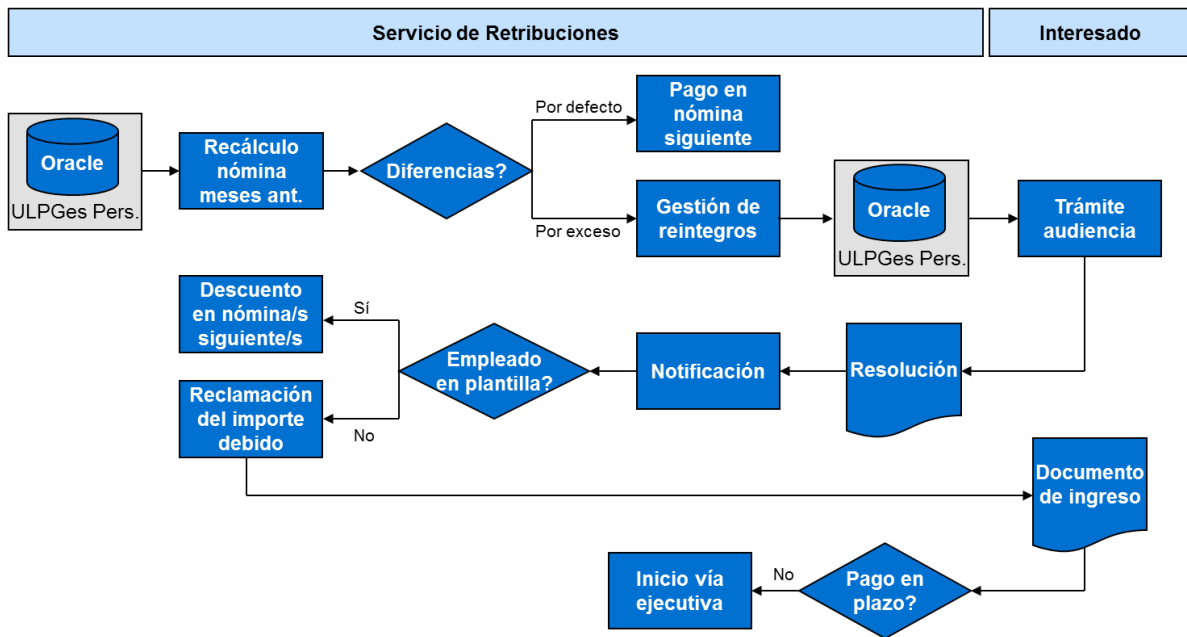 Servicio de Retribuciones
Interesado
Oracle
ULPGes Pers.
Recálculo
nómina
meses ant.
Diferencias?
Por defecto
Pago en
nómina
siguiente
Por exceso
Gestión de
reintegros
Oracle
ULPGes Pers.
Trámite
audiencia
Resolución
Notificación
Empleado
en plantilla?
Sí
Descuento
en nómina/s
siguiente/s
No
Reclamación
del importe
debido
Documento
de ingreso
Pago en
plazo?
No
Inicio vía
ejecutiva